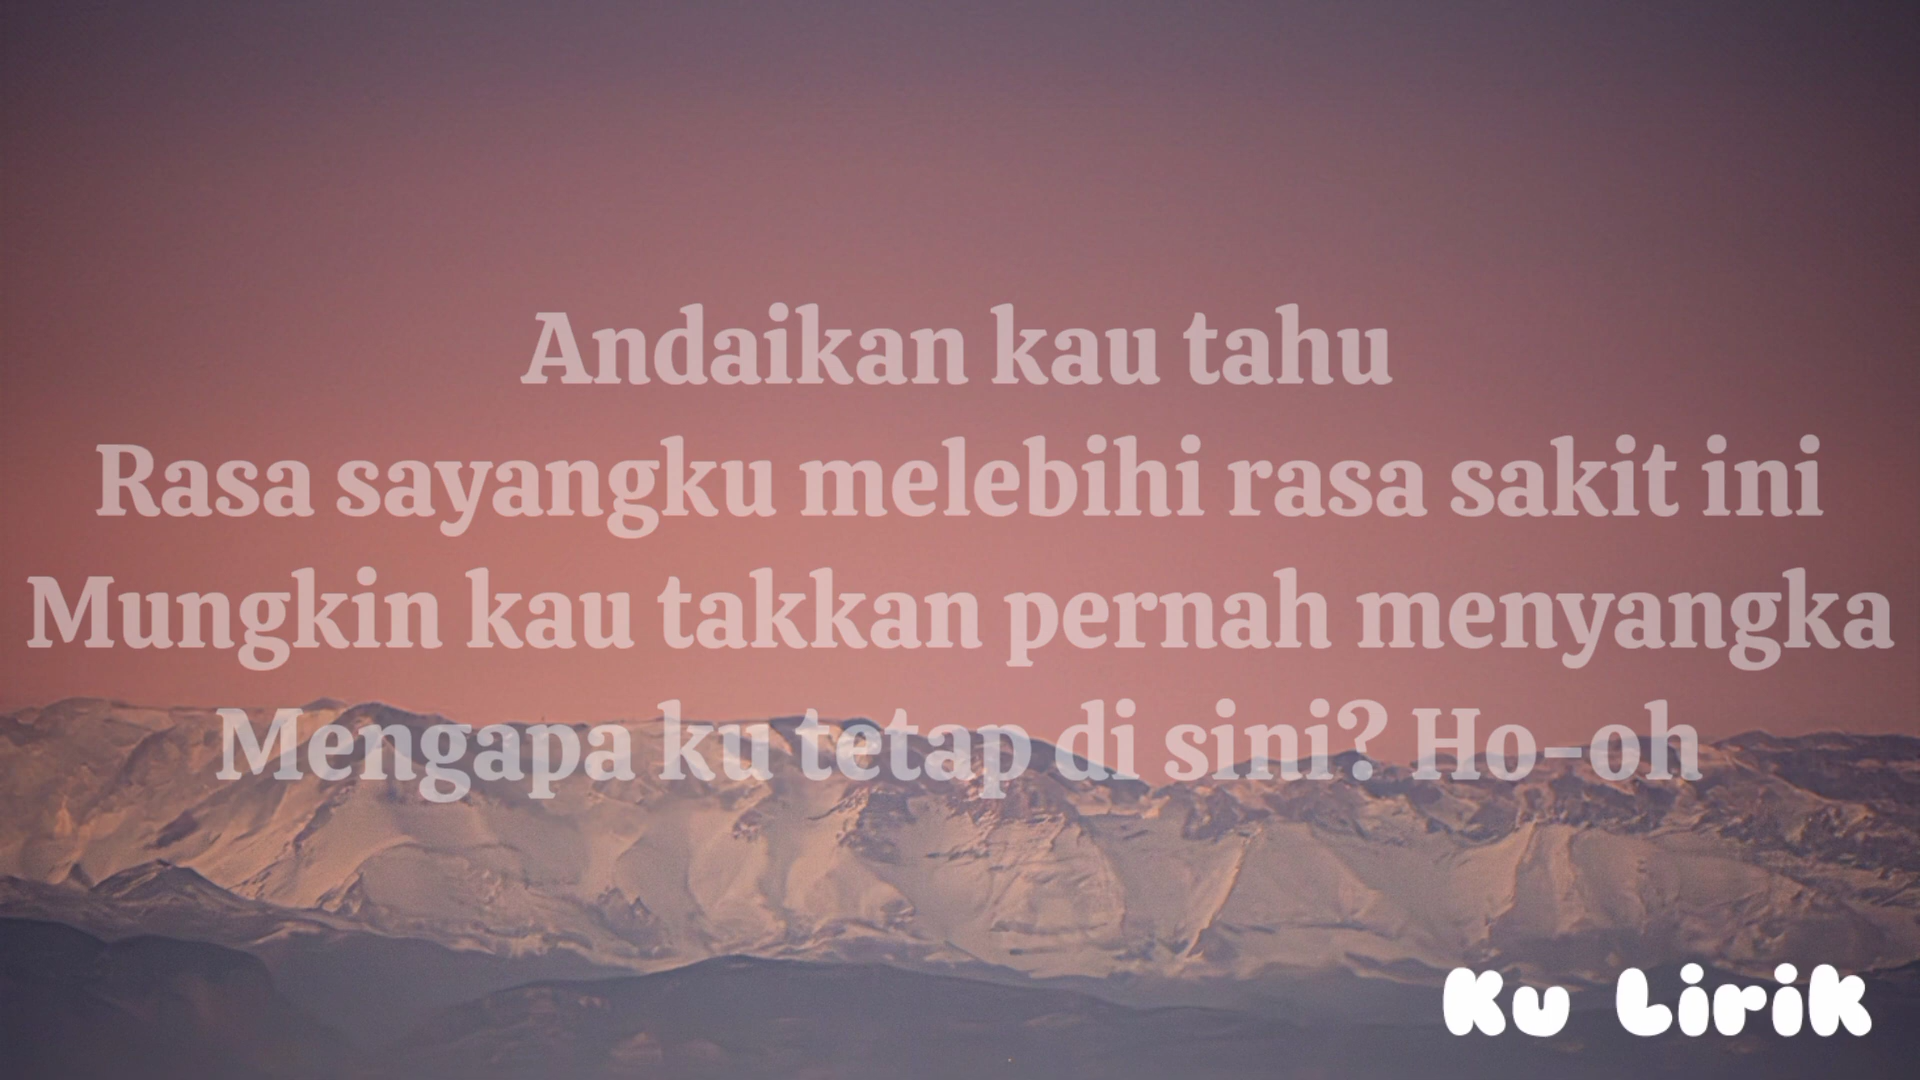 Andaikan kau tahu
Rasa sayangku melebihi rasa sakit ini
Mungkin kau takkan pernah menyangka
Mengapa ku tetap di sini? Ho-oh
Ku Lirik